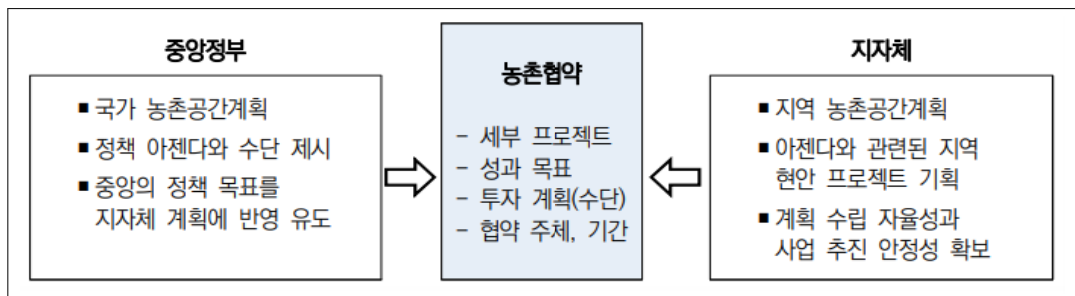 중앙정부
■ 국가 농촌공간계획
■ 정책 아젠다와 수단 제시
■ 중앙의 정책 목표를
지자체 계획에 반영 유도
농촌협약
- 세부 프로젝트
- 성과 목표
- 투자 계획(수단)
- 협약 주체, 기간
지자체
■ 지역 농촌공간계획
■ 아젠다와 관련된 지역
현안 프로젝트 기획
■ 계획 수립 자율성과
사업 추진 안정성 확보